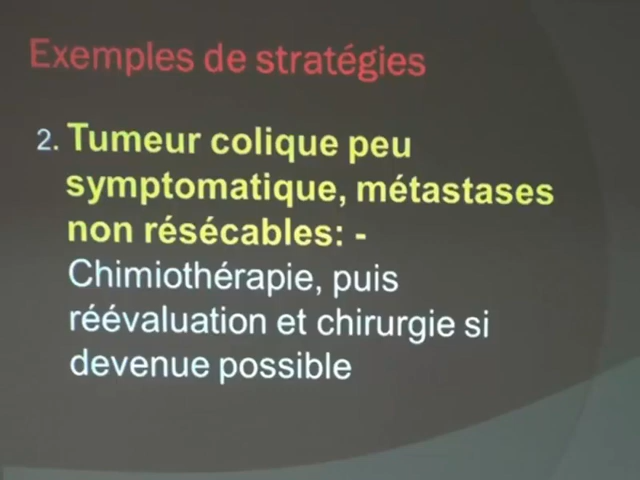 Exemples de stratégies
2. Tumeur colique peu
symptomatique, métastases
non résécables: -
Chimiothérapie, puis
réévaluation et chirurgie si
devenue possible